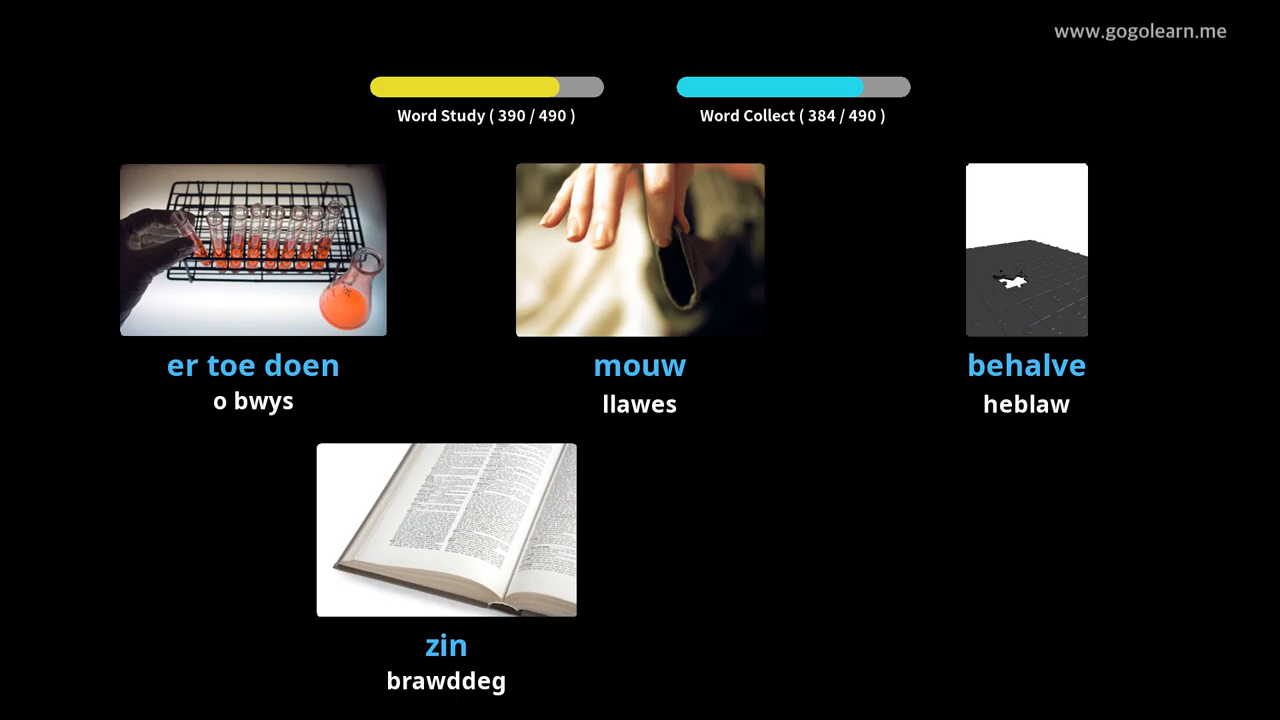 www.gogolearn.me
Word Study ( 390 / 490 )
Word Collect ( 384 / 490 )
er toe doen
o bwys
mouw
llawes
behalve
heblaw
zin
brawddeg